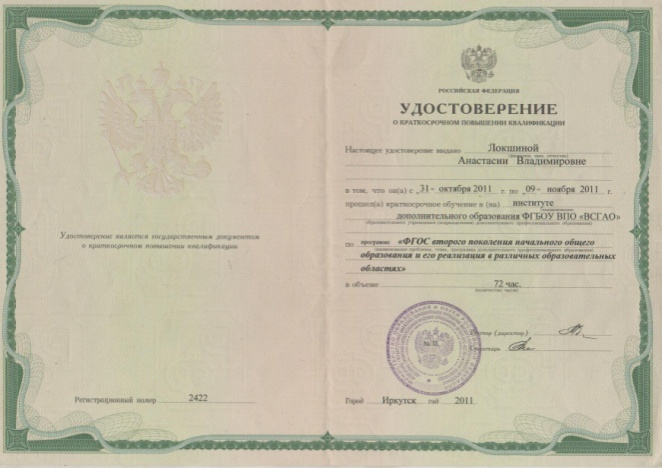 Удостоверение является государственным документом
о краткосрочном повышении квалификации
Регистрационный номер 2422
РОССИЙСКАЯ ФЕДЕРАЦИЯ
УДОСТОВЕРЕНИЕ
О КРАТКОСРОЧНОМ ПОВЫШЕНИИ КВАЛИФИКАЦИИ
Настоящее удостоверение выдано Локшиной
(фамилия, имя, отчество)
Анастасии Владимировне
в том, что он(а) с «31» октября 2011 г. по «09» ноября 2011 г.
прошел(а) краткосрочное обучение в (на) институте
(наименование)
дополнительного образования ФГБОУ ВПО «ВСГАО»
образовательного учреждения (подразделения) дополнительного профессионального образования)
по программе «ФГОС второго поколения начального общего
(наименование проблемы, темы, программы дополнительного профессионального образования)
образования и его реализация в различных образовательных
областях»
в объеме 72 час.
(количество часов)
Ректор (директор)
Секретарь
Город Иркутск год 2011